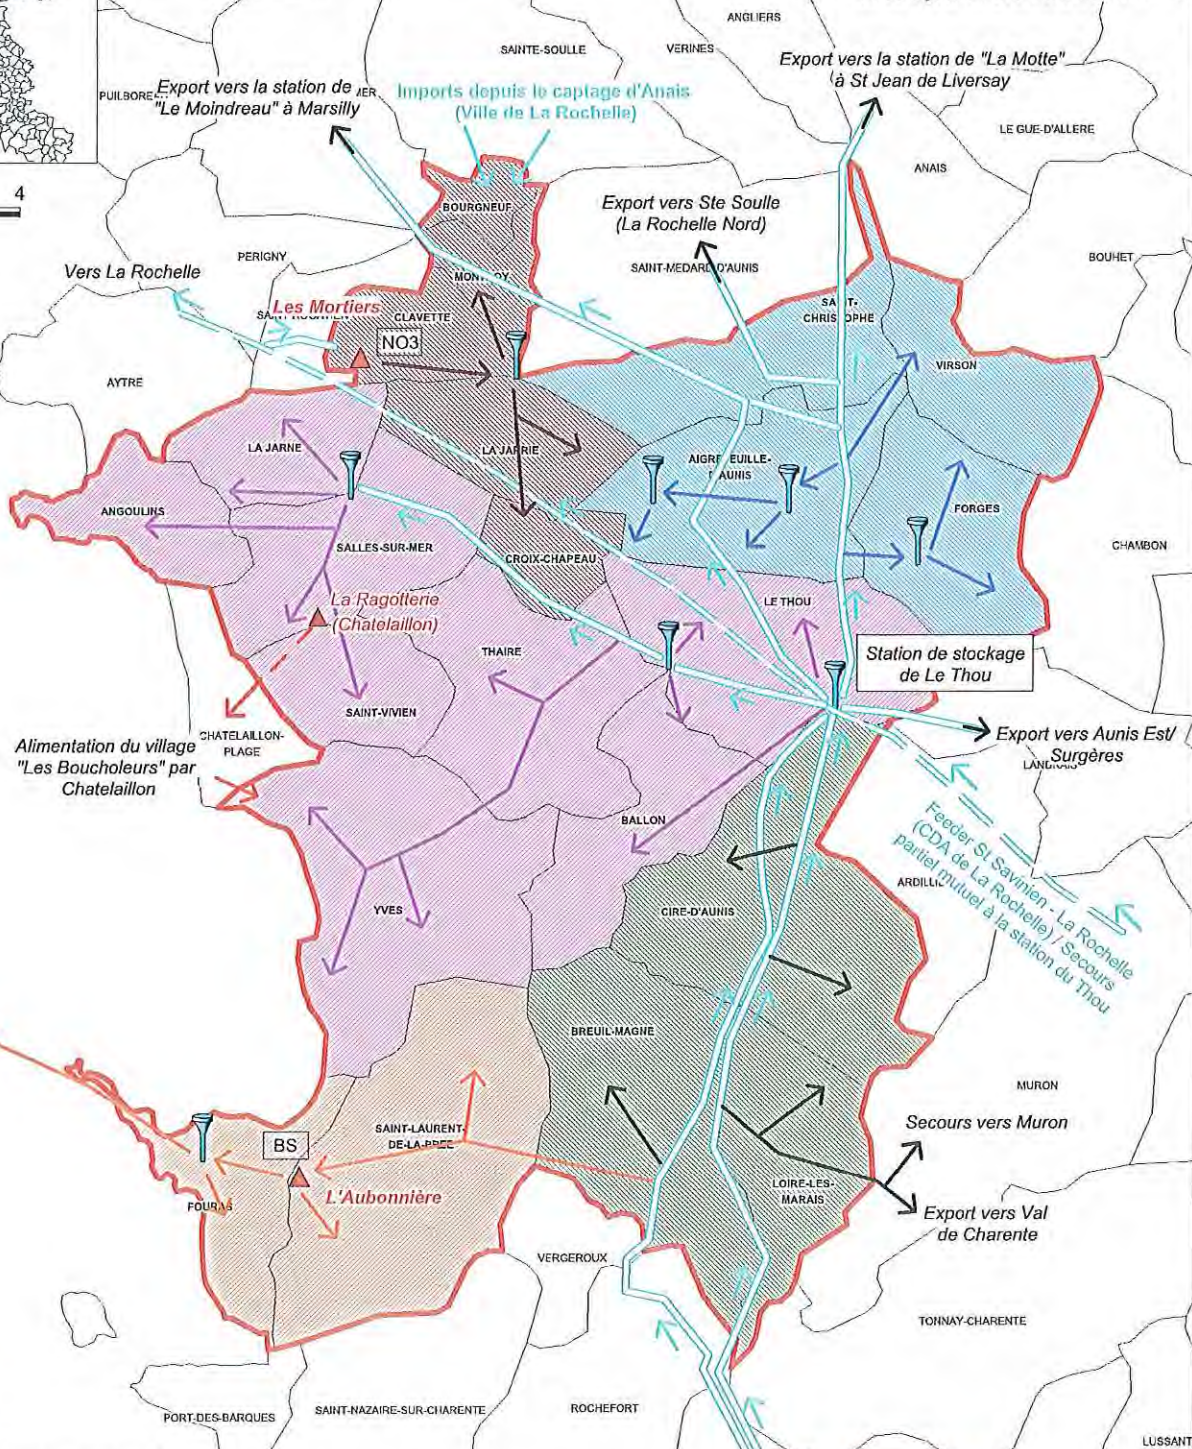 ANGLIERS
SAINTE-SOULLE
VERINES
Export vers la station de "La Motte"
à St Jean de Liversay
Export vers la station de
"Le Moindreau" à Marsilly
Imports depuis le captage d'Anais
(Ville de La Rochelle)
LE GUE-D'ALLERE
ANAIS
4
BOURGNEUF
Export vers Ste Soulle
(La Rochelle Nord)
PERIGNY
SAINT-MEDARD-D'AUNIS
BOUHET
Vers La Rochelle
Les Mortiers
CLAVETTE
SAINT-
CHRISTOPHE
NO3
VIRSON
AYTRE
LA JARNE
LA JARRIE
AIGREFEUILLE-
D'AUNIS
ANGOULINS
FORGES
SALLES-SUR-MER
CROIX-CHAPEAU
CHAMBON
La Ragotterie
(Chatelaillon)
LE THOU
THAIRE
Station de stockage
de Le Thou
SAINT-VIVIEN
CHATELAILLON-
PLAGE
Alimentation du village
"Les Boucholeurs" par
Chatelaillon
Export vers Aunis Est/
Surgères
LANDRAIS
BALLON
Feeder St Savinien - La Rochelle
(CDA de La Rochelle) / Secours
partiel mutuel à la station du Thou
YVES
CIRE-D'AUNIS
BREUIL-MAGNE
MURON
Secours vers Muron
SAINT-LAURENT-
DE-LA-PREE
BS
L'Aubonnière
FOURAS
LOIRE-LES-
MARAIS
Export vers Val
de Charente
VERGEROUX
TONNAY-CHARENTE
PORT-DES-BARQUES
SAINT-NAZAIRE-SUR-CHARENTE
ROCHEFORT
LUSSANT